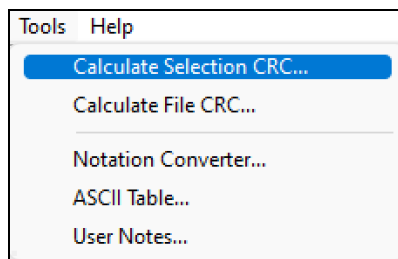 Tools Help
Calculate Selection CRC...
Calculate File CRC...
Notation Converter...
ASCII Table...
User Notes...